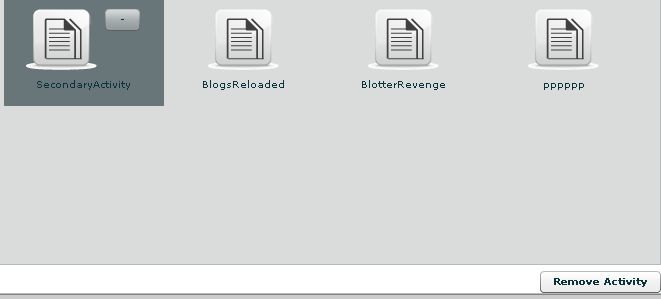 -
SecondaryActivity
BlogsReloaded
BlotterRevenge
pppppp
Remove Activity